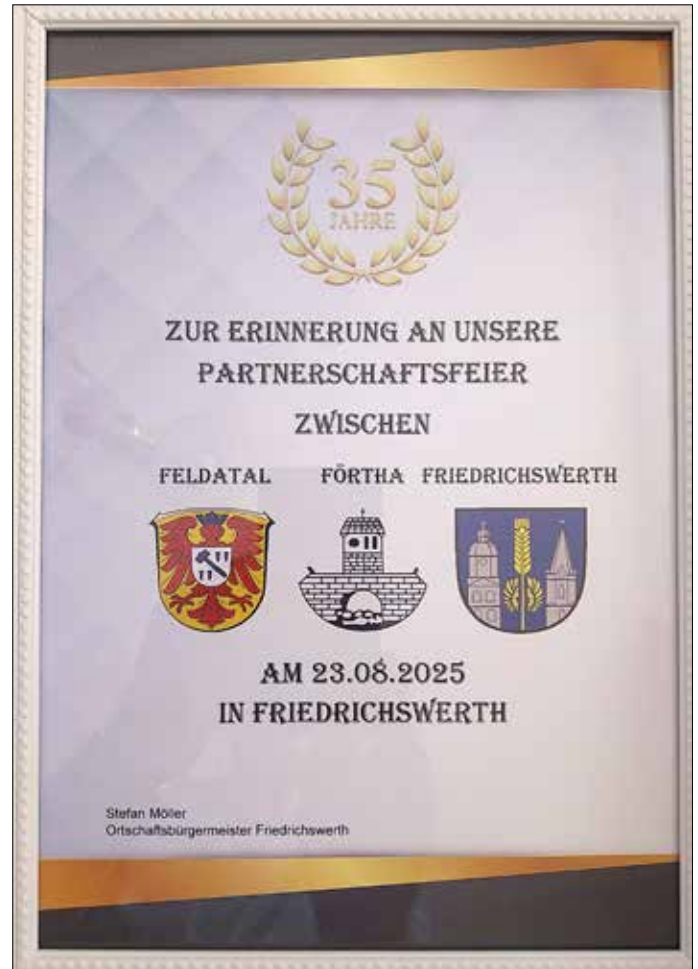 35
JAHRE
ZUR ERINNERUNG AN UNSERE
PARTNERSCHAFTSFEIER
ZWISCHEN
FELDATAL FÖRTHA FRIEDRICHSWERTH
AM 23.08.2025
IN FRIEDRICHSWERTH
Stefan Möller
Ortschaftsbürgermeister Friedrichswerth